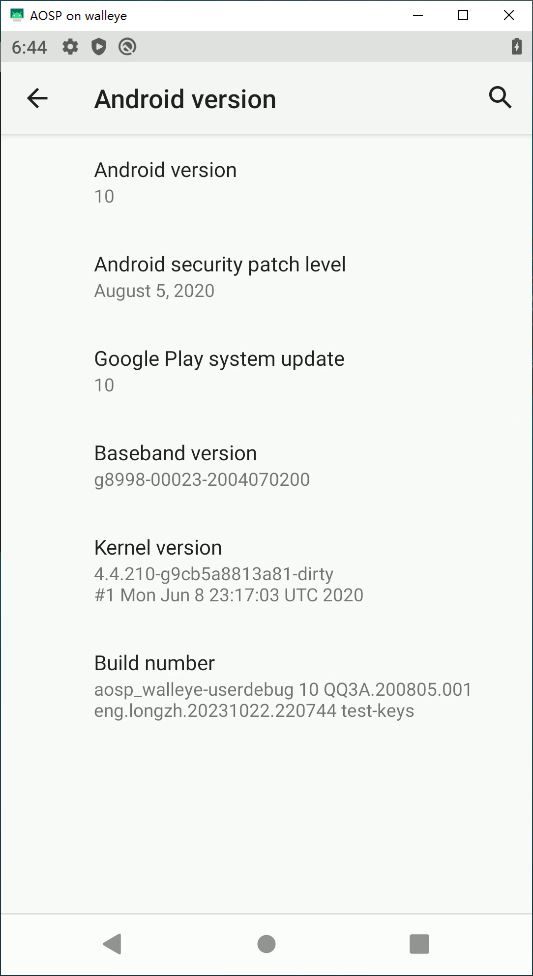 AOSP on walleye
6:44
Android version
Android version
10
Android security patch level
August 5, 2020
Google Play system update
10
Baseband version
g8998-00023-2004070200
Kernel version
4.4.210-g9cb5a8813a81-dirty
#1 Mon Jun 8 23:17:03 UTC 2020
Build number
aosp_walleye-userdebug 10 QQ3A.200805.001
eng.longzh.20231022.220744 test-keys